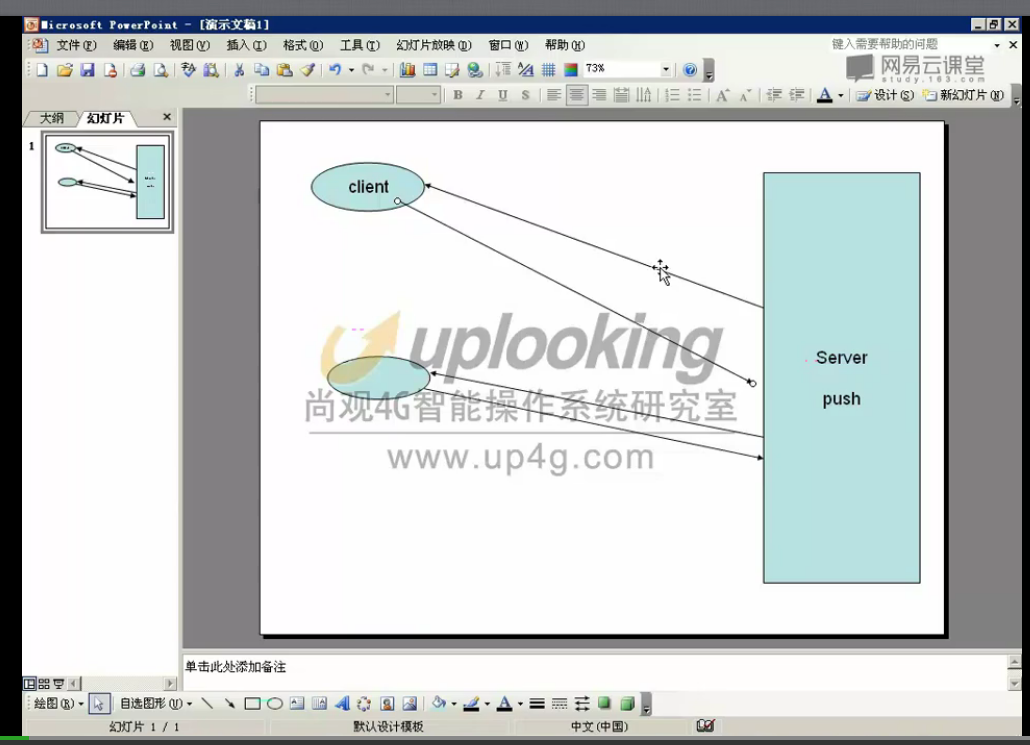 Microsoft PowerPoint - [演示文稿1]
文件(F) 编辑(E) 视图(V) 插入(I) 格式(O) 工具(T) 幻灯片放映(D) 窗口(W) 帮助(H) 键入需要帮助的问题
73%
网易云课堂
study.163.com
B I U S A A A 设计(S) 新幻灯片(N)
大纲 幻灯片
1
client
uplooking
Server
push
尚观4G智能操作系统研究室
www.up4g.com
单击此处添加备注
绘图(R) 自选图形(U) A
幻灯片 1 / 1 默认设计模板 中文(中国)